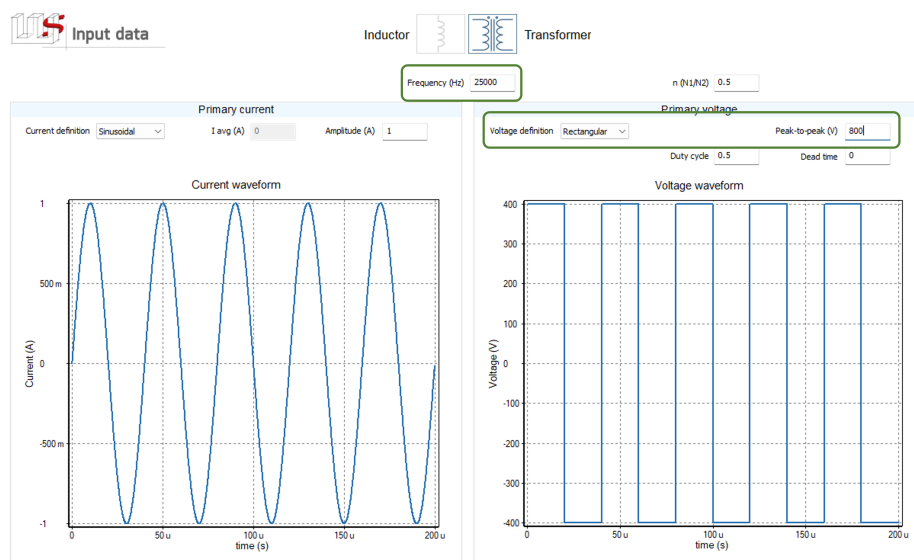 Input data
Inductor
Transformer
Frequency (Hz) 25000
n (N1/N2) 0.5
Primary current
Primary voltage
Current definition Sinusoidal I avg (A) 0 Amplitude (A) 1
Voltage definition Rectangular Peak-to-peak (V) 800
Duty cycle 0.5 Dead time 0
Current waveform
1
500 m
0
-500 m
-1
Current (A)
0 50 u 100 u 150 u 200 u
time (s)
Voltage waveform
400
300
200
100
0
-100
-200
-300
-400
Voltage (V)
0 50 u 100 u 150 u 200 u
time (s)